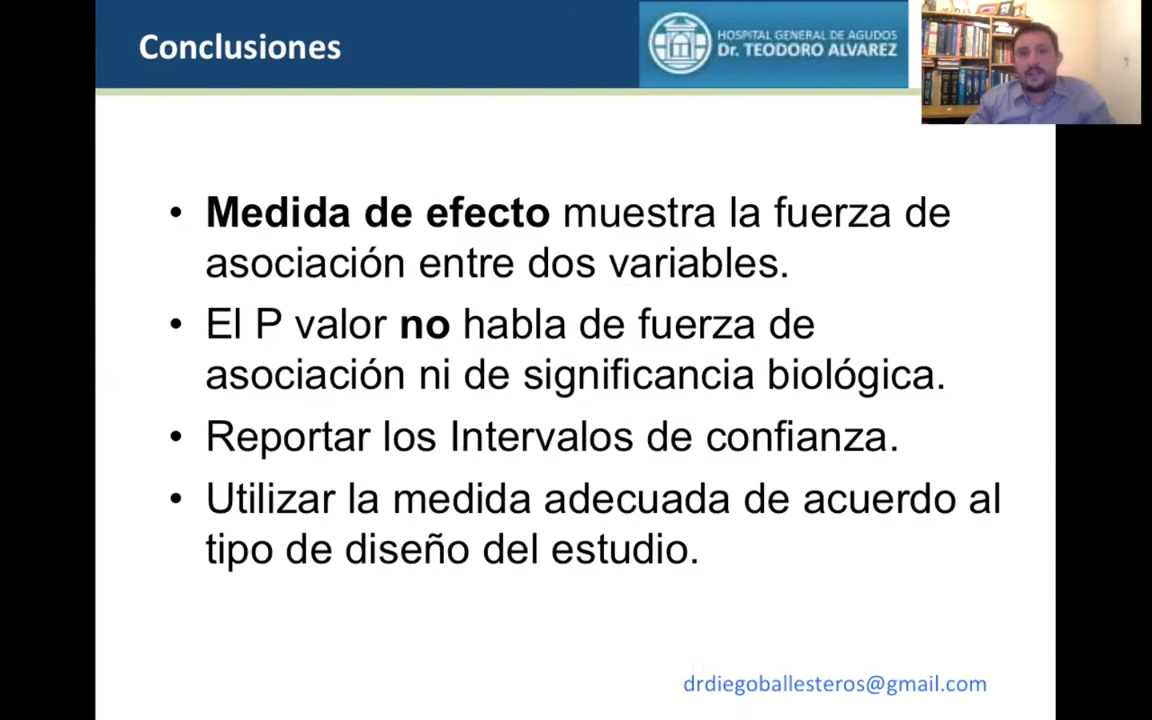 Conclusiones
HOSPITAL GENERAL DE AGUDOS
Dr. TEODORO ALVAREZ
• Medida de efecto muestra la fuerza de
asociación entre dos variables.
• El P valor no habla de fuerza de
asociación ni de significancia biológica.
• Reportar los Intervalos de confianza.
• Utilizar la medida adecuada de acuerdo al
tipo de diseño del estudio.
drdiegoballesteros@gmail.com